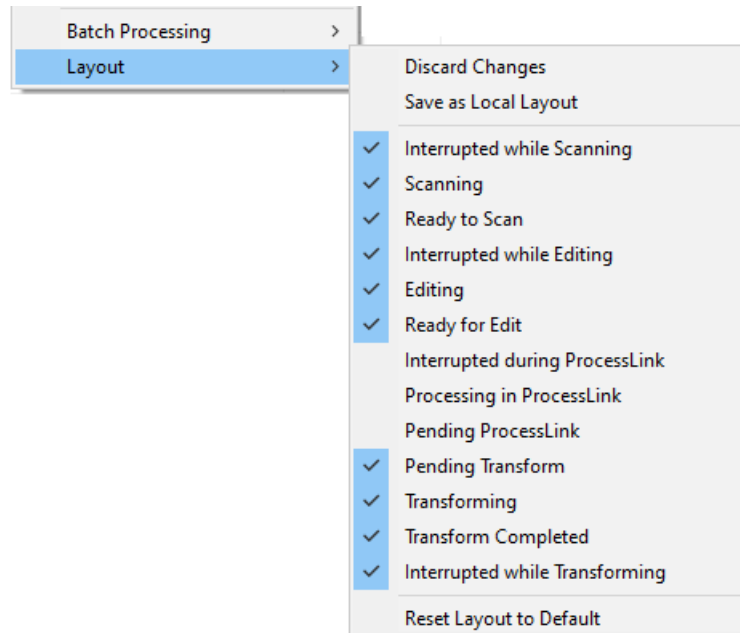 Batch Processing
Layout
Discard Changes
Save as Local Layout
Interrupted while Scanning
Scanning
Ready to Scan
Interrupted while Editing
Editing
Ready for Edit
Interrupted during ProcessLink
Processing in ProcessLink
Pending ProcessLink
Pending Transform
Transforming
Transform Completed
Interrupted while Transforming
Reset Layout to Default